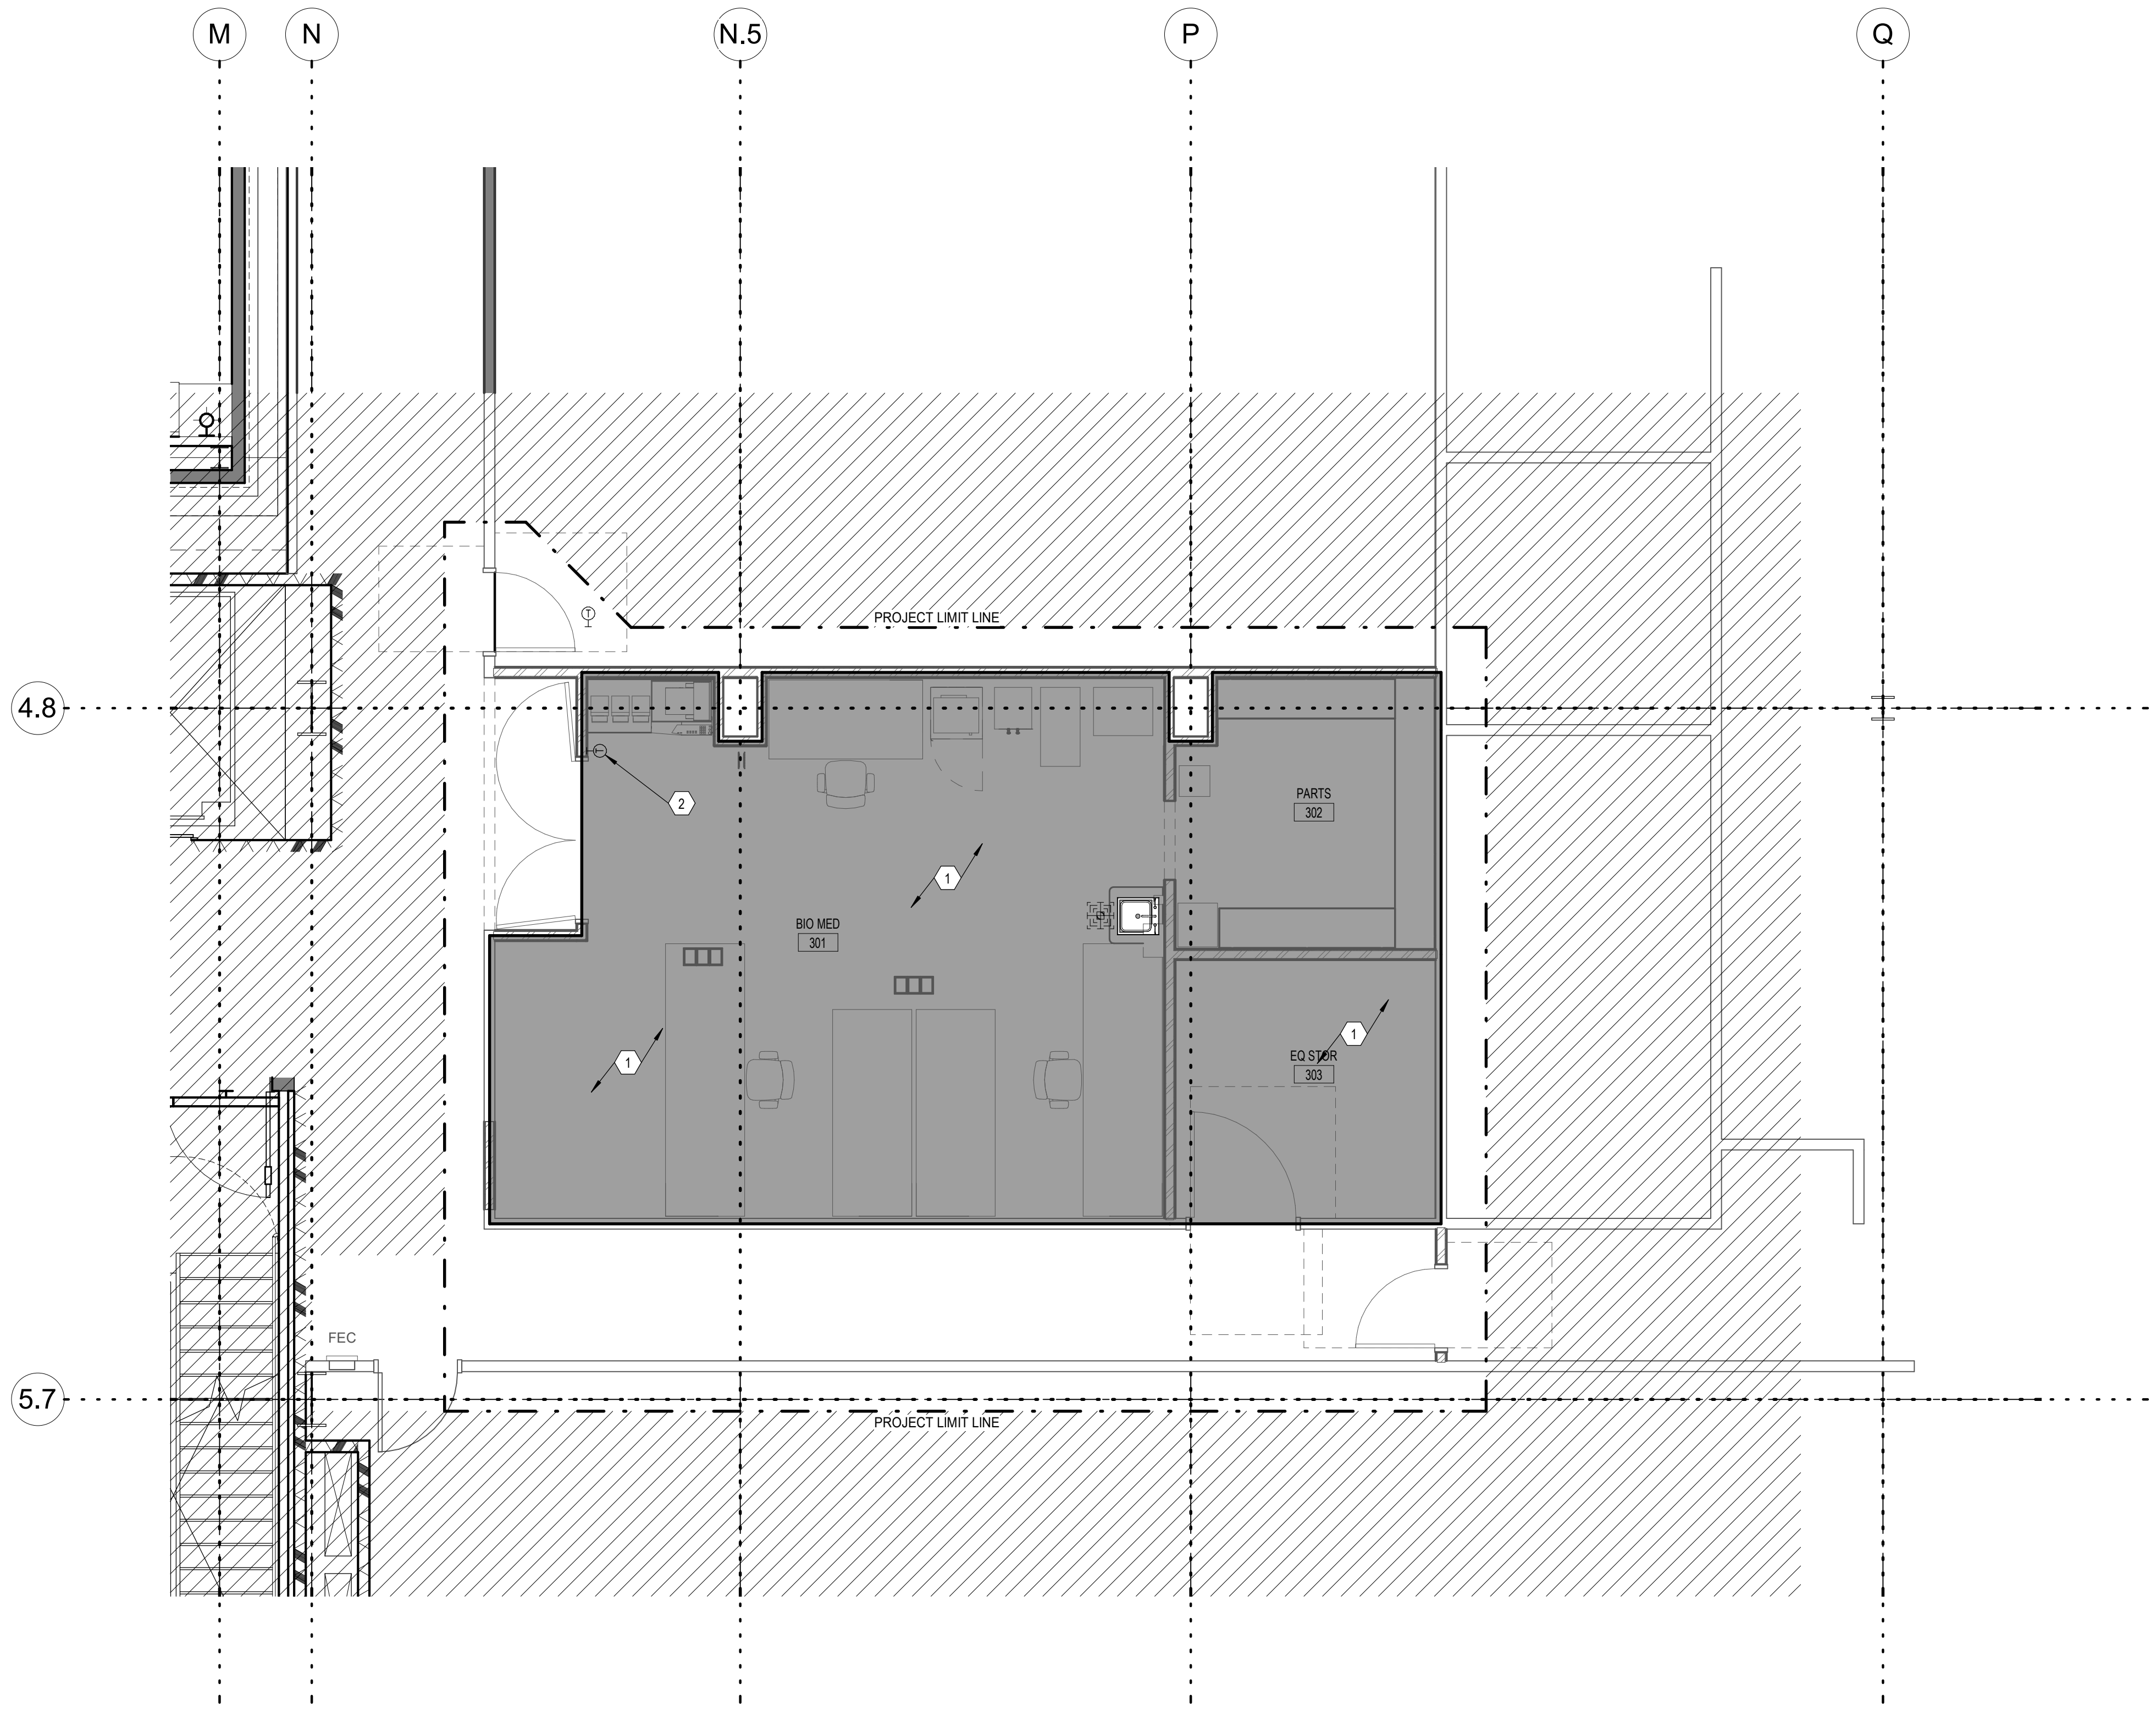 M
N
N.5
P
Q
PROJECT LIMIT LINE
4.8
T
T
2
PARTS
302
1
BIO MED
301
1
1
EQ STOR
303
FEC
5.7
PROJECT LIMIT LINE